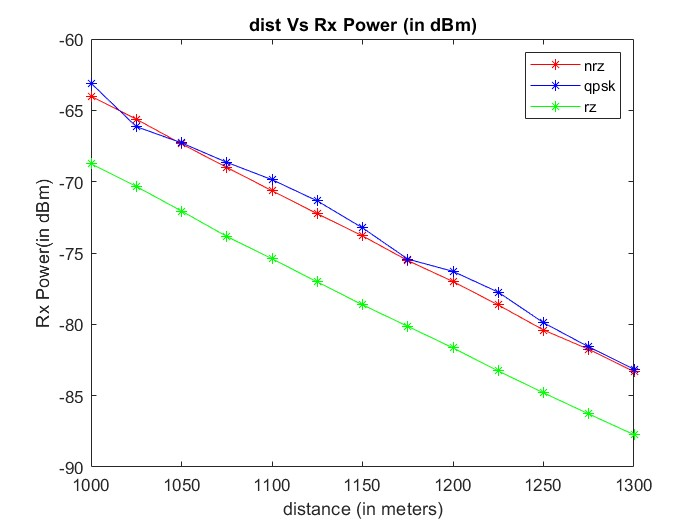 dist Vs Rx Power (in dBm)
nrz
qpsk
rz
Rx Power(in dBm)
-60
-65
-70
-75
-80
-85
-90
1000 1050 1100 1150 1200 1250 1300
distance (in meters)